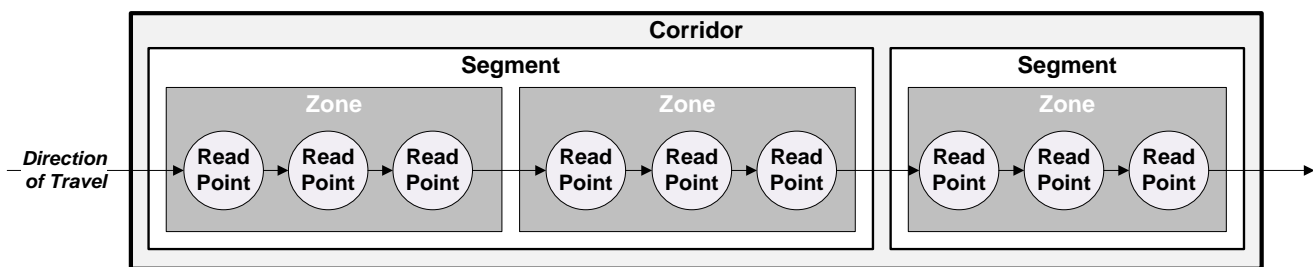 Corridor
Segment
Segment
Zone
Zone
Zone
Direction
of Travel
Read
Point
Read
Point
Read
Point
Read
Point
Read
Point
Read
Point
Read
Point
Read
Point
Read
Point